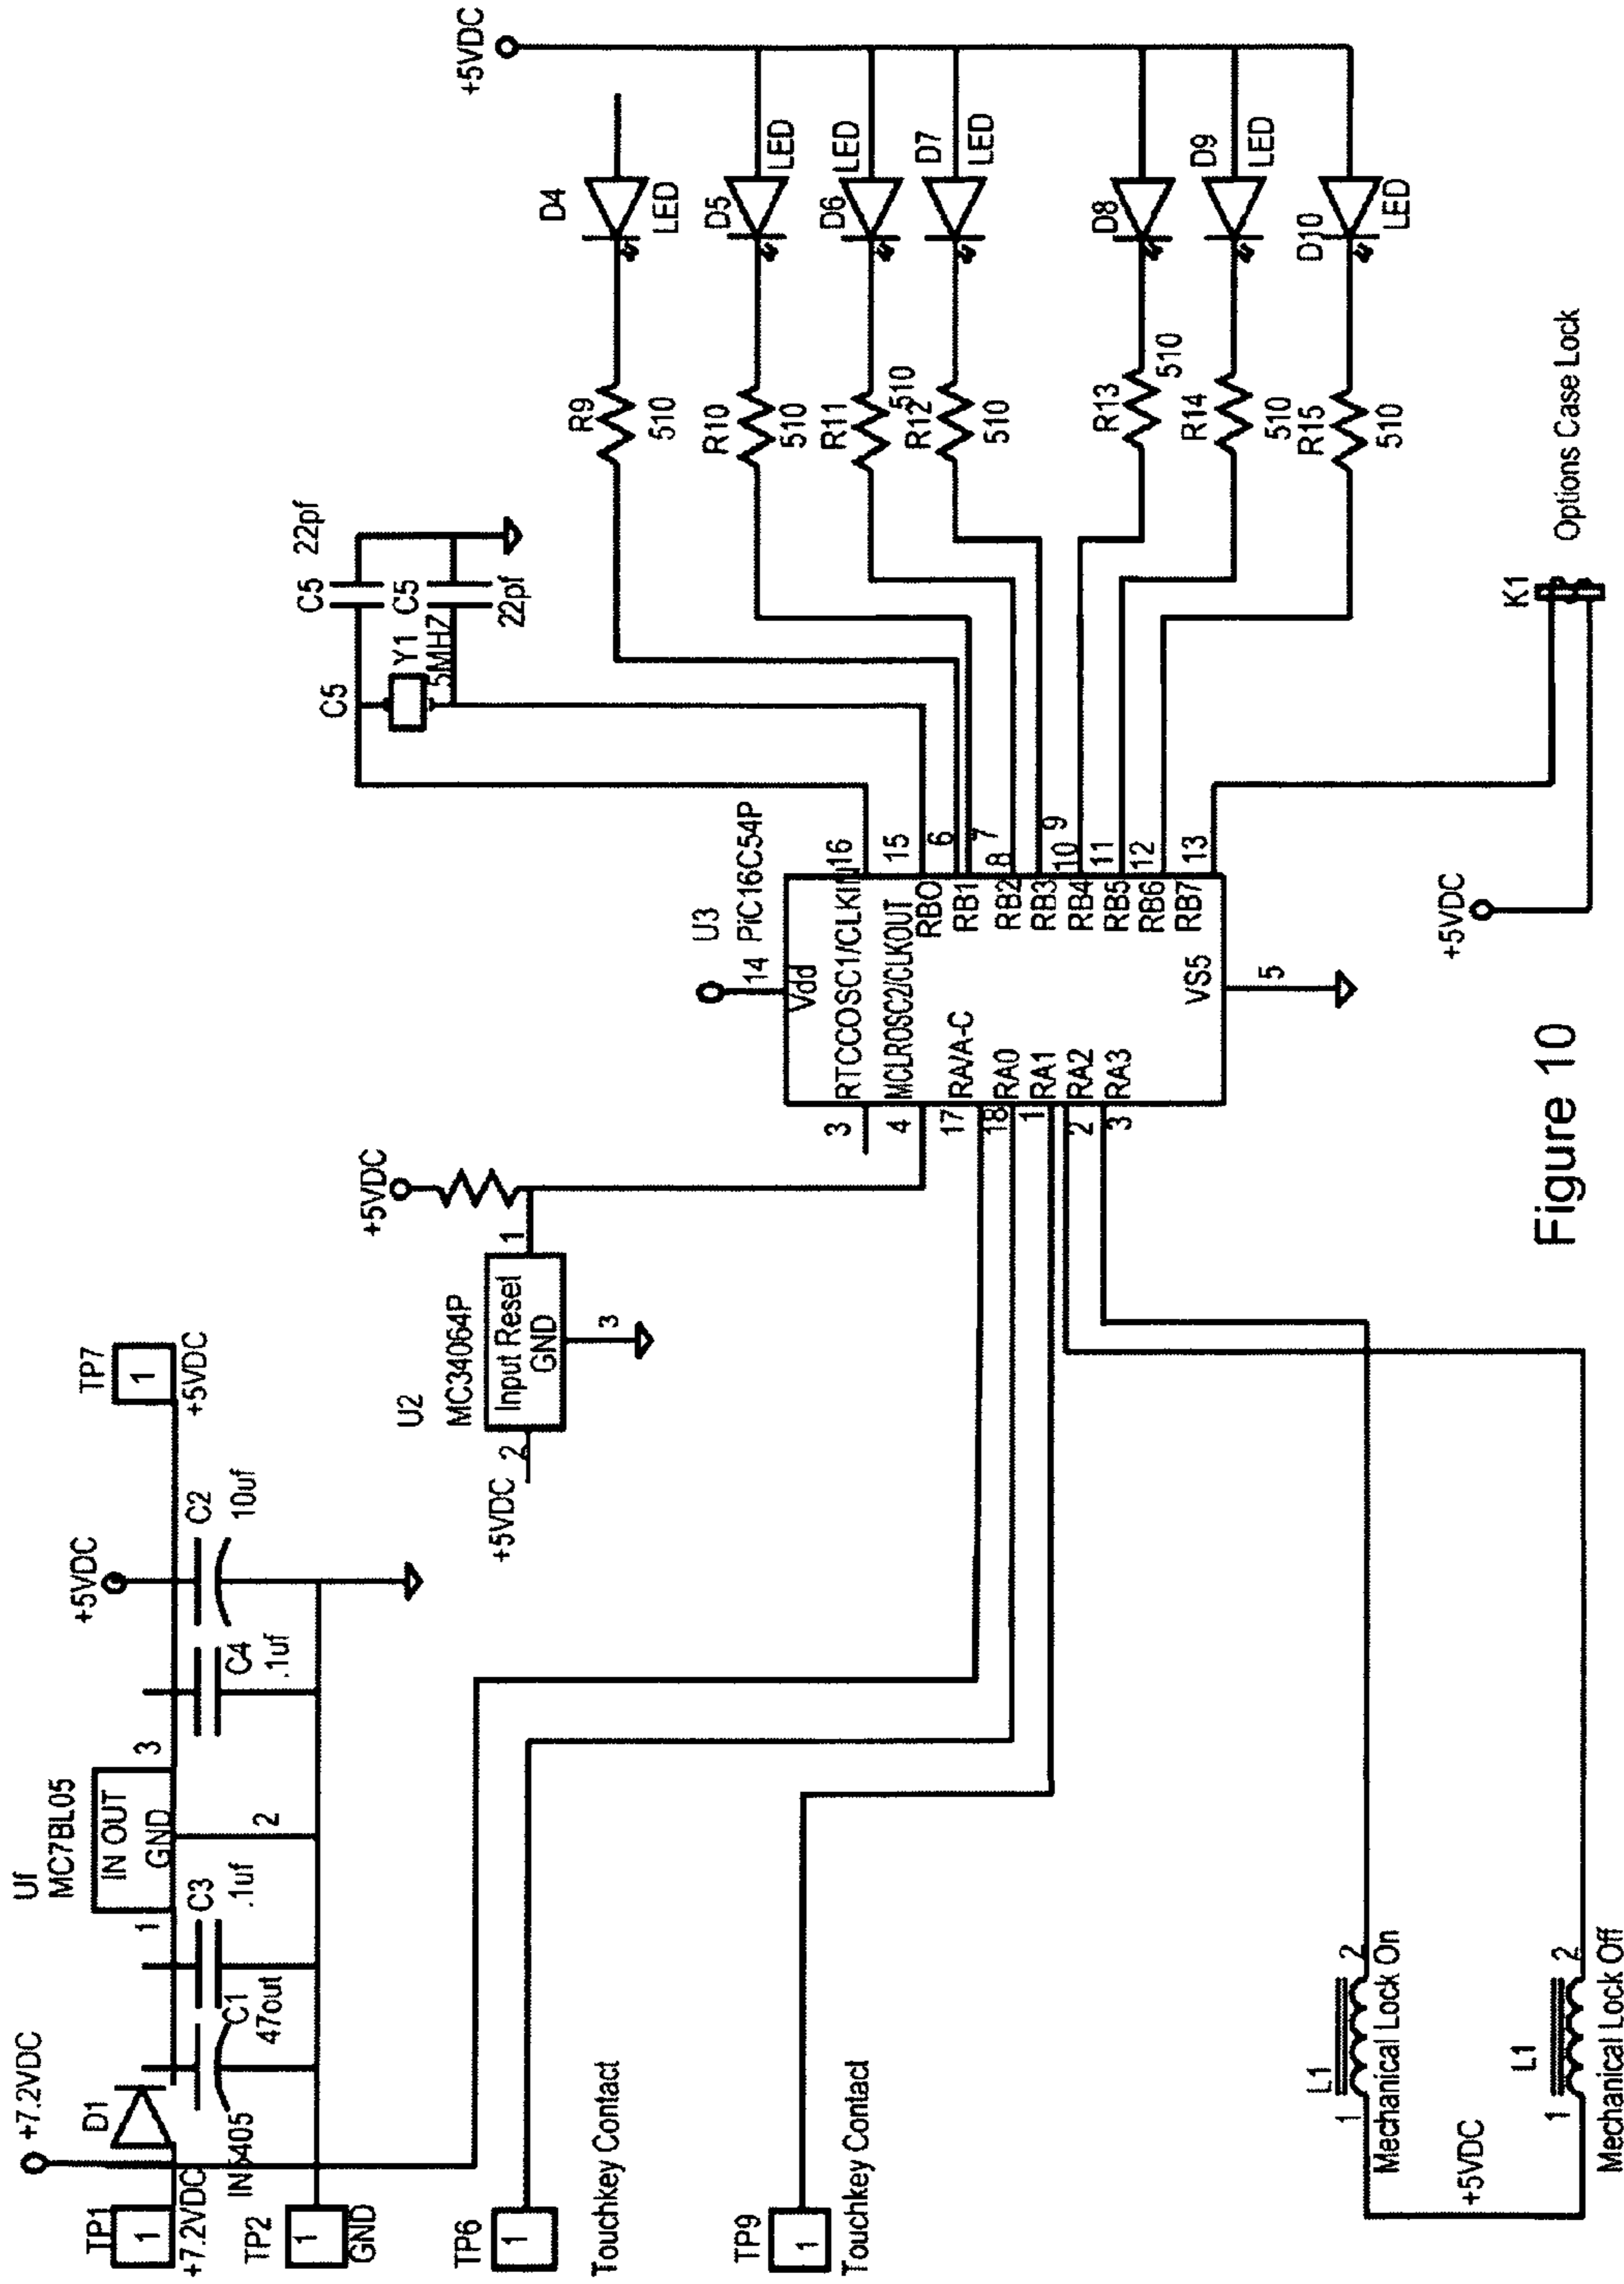 +7.2VDC
TP1
1
+7.2VDC
D1
IN5405
C1
47out
C3
.1uf
Uf
MC7BL05
IN OUT
GND
1
2
3
C4
.1uf
+5VDC
C2
10uf
TP7
1
+5VDC
TP2
1
GND
TP6
1
Touchkey Contact
TP9
1
Touchkey Contact
U2
MC34064P
Input Reset
GND
+5VDC
2
1
3
+5VDC
U3
PiC16C54P
14
Vdd
RTCCOSC1/CLKIN
MCLROSC2/CLKOUT
RA/A-C
RA0
RA1
RA2
RA3
3
4
17
18
1
2
3
RBO
RB1
RB2
RB3
RB4
RB5
RB6
RB7
16
15
6
7
8
9
10
11
12
13
VS5
5
C5
Y1
5MHZ
C5
22pf
C5
22pf
R9
510
R10
510
R11
510
R12
510
R13
510
R14
510
R15
510
D4
LED
D5
LED
D6
LED
D7
LED
D8
D9
LED
D10
LED
+5VDC
K1
Options Case Lock
+5VDC
L1
1
2
Mechanical Lock On
+5VDC
L1
1
2
Mechanical Lock Off
Figure 10